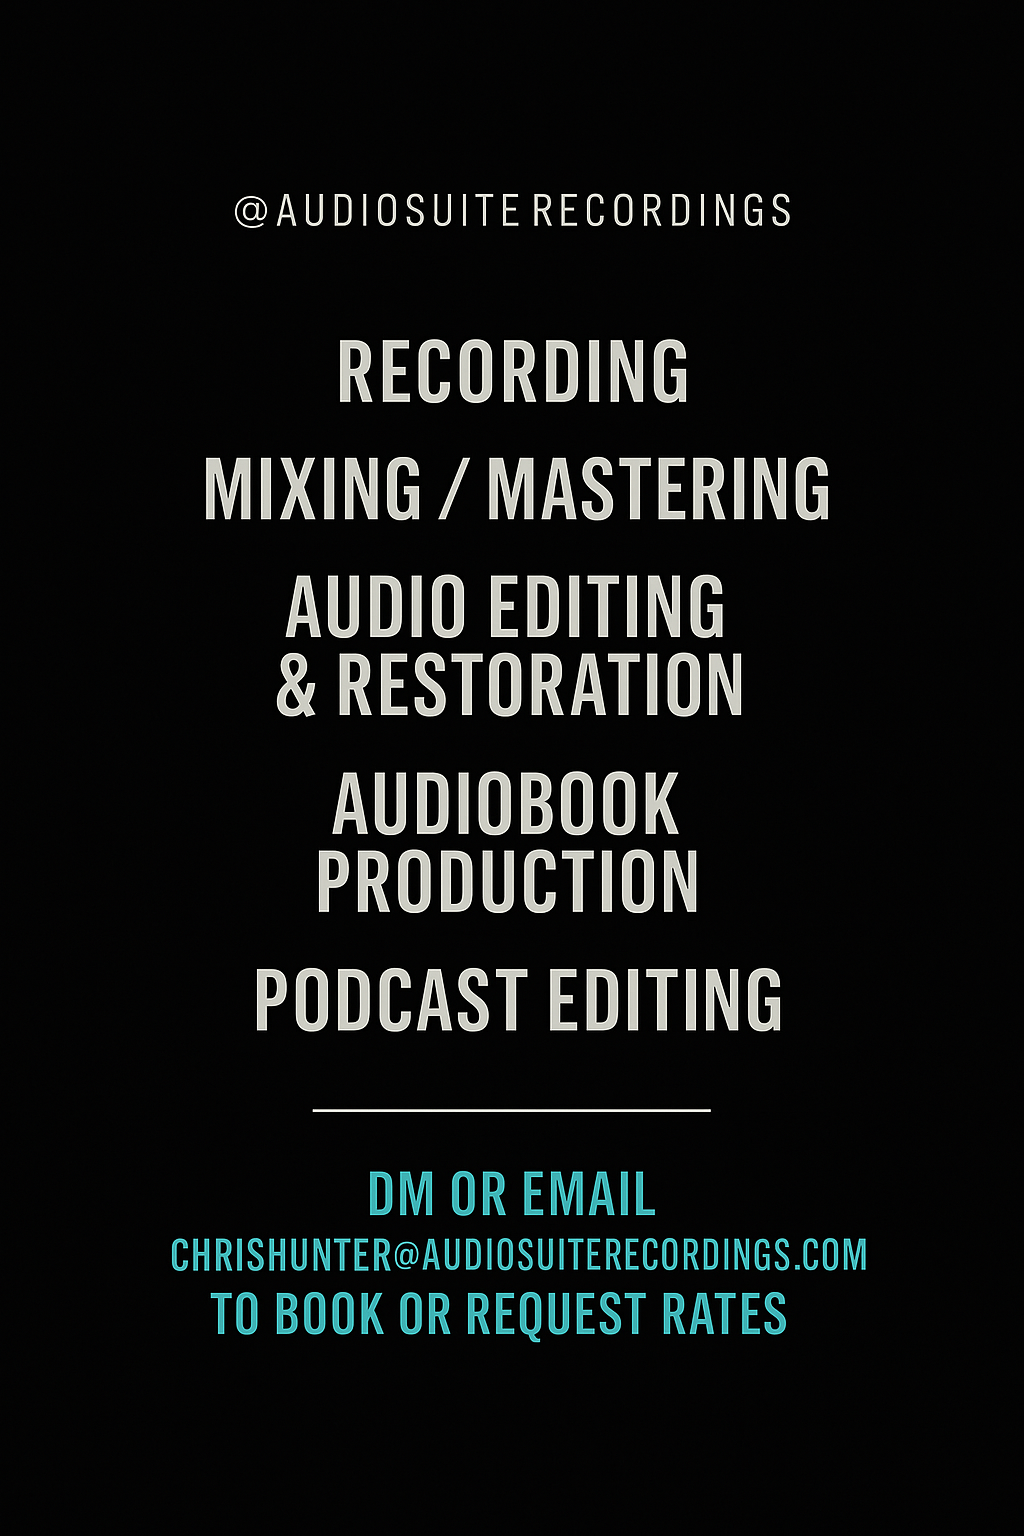 @AUDIOSUITE RECORDINGS
RECORDING
MIXING / MASTERING
AUDIO EDITING
& RESTORATION
AUDIOBOOK
PRODUCTION
PODCAST EDITING
DM OR EMAIL
CHRISHUNTER@AUDIOSUITERECORDINGS.COM
TO BOOK OR REQUEST RATES